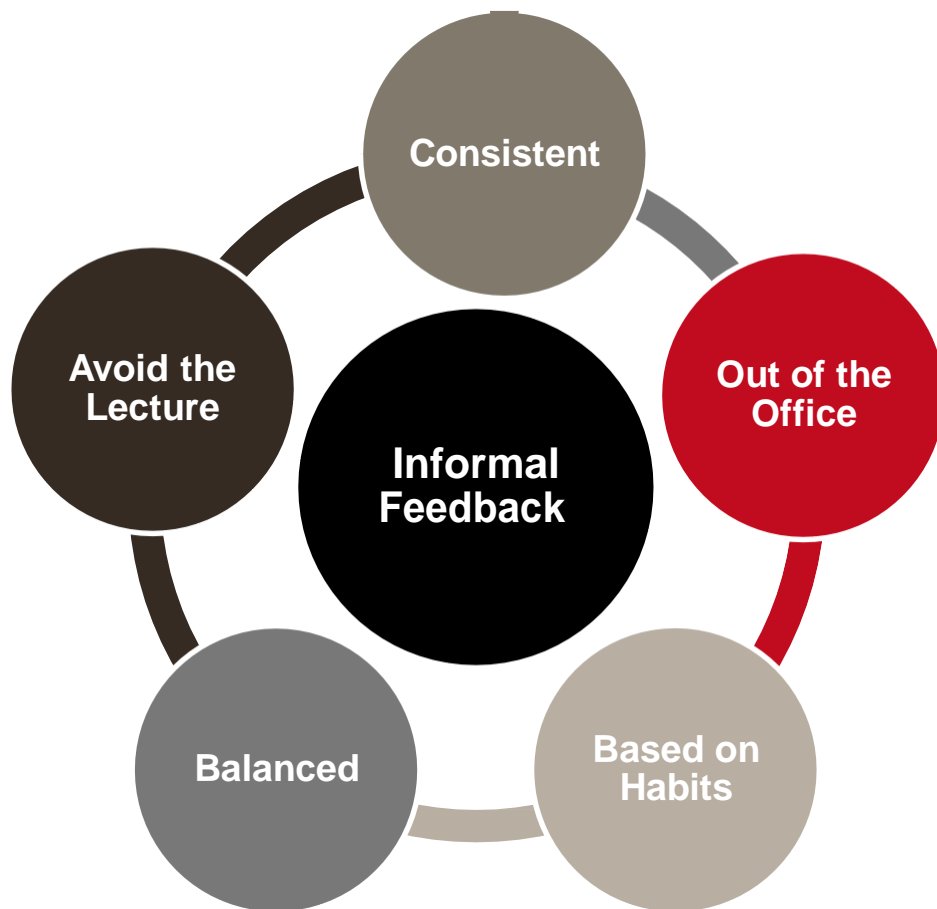 Consistent
Out of the
Office
Based on
Habits
Balanced
Avoid the
Lecture
Informal
Feedback